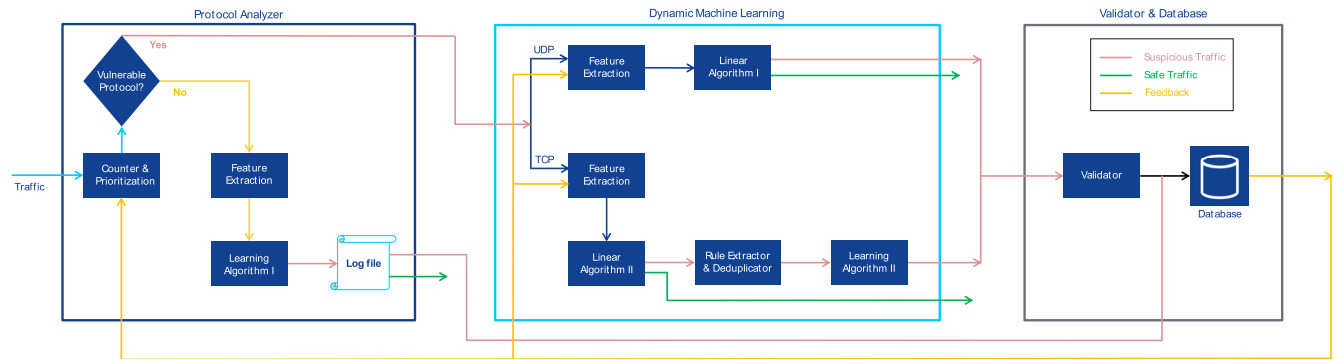 Protocol Analyzer
Dynamic Machine Learning
Validator & Database
Yes
Vulnerable
Protocol?
No
Counter &
Prioritization
Traffic
Feature
Extraction
Learning
Algorithm I
Log file
UDP
Feature
Extraction
Linear
Algorithm I
TCP
Feature
Extraction
Linear
Algorithm II
Rule Extractor
& Deduplicator
Learning
Algorithm II
Suspicious Traffic
Safe Traffic
Feedback
Validator
Database